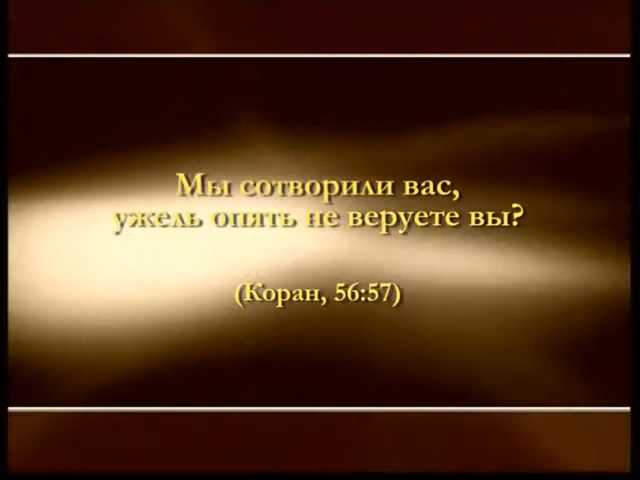 Мы сотворили вас,
ужель опять не веруете вы?
(Коран, 56:57)